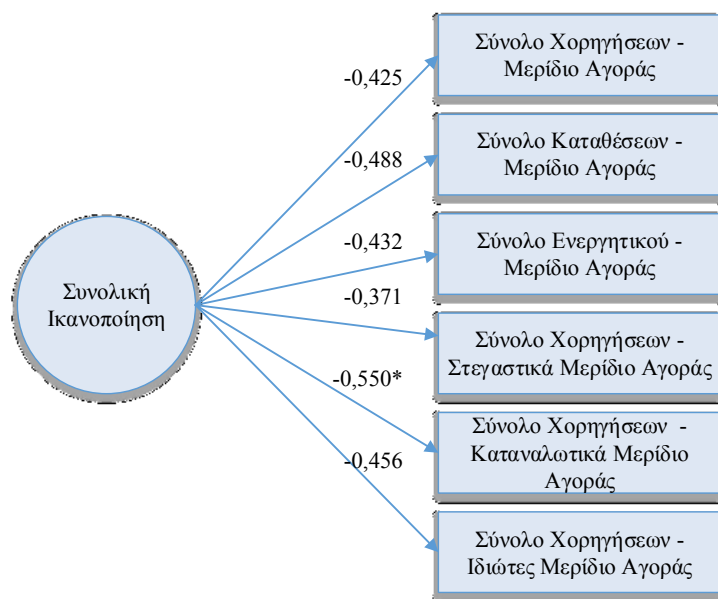 Σύνολο Χορηγήσεων -
Μερίδιο Αγοράς
-0,425
Σύνολο Καταθέσεων -
Μερίδιο Αγοράς
-0,488
Σύνολο Ενεργητικού -
Μερίδιο Αγοράς
-0,432
Συνολική
Ικανοποίηση
-0,371
Σύνολο Χορηγήσεων -
Στεγαστικά Μερίδιο Αγοράς
-0,550*
Σύνολο Χορηγήσεων -
Καταναλωτικά Μερίδιο
Αγοράς
-0,456
Σύνολο Χορηγήσεων -
Ιδιώτες Μερίδιο Αγοράς